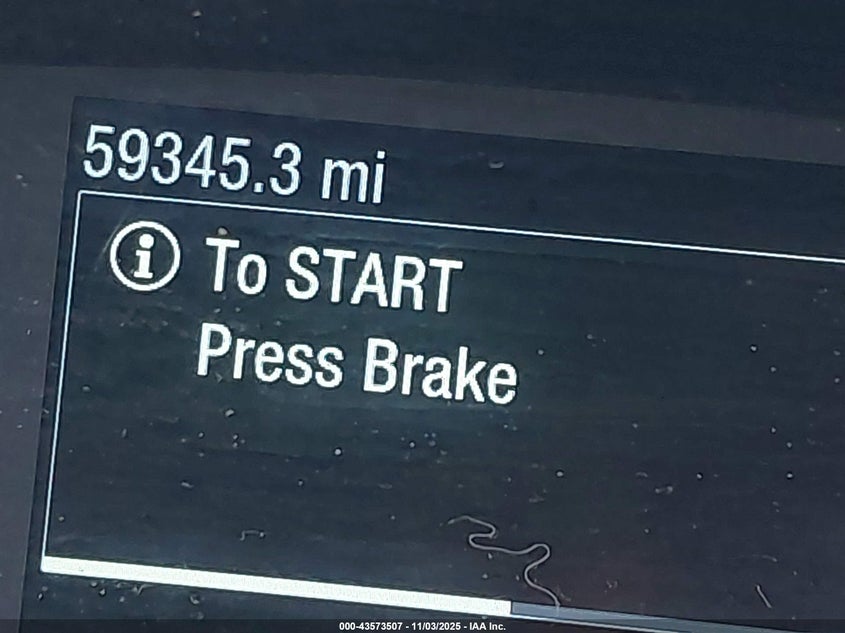 59345.3 mi
i To START
Press Brake
000-43573507 - 11/03/2025 - IAA Inc.